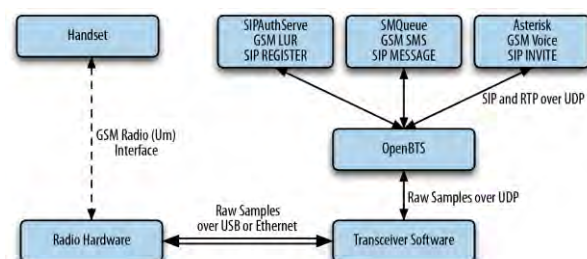 Handset
SIPAuthServe
GSM LUR
SIP REGISTER
SMQueue
GSM SMS
SIP MESSAGE
Asterisk
GSM Voice
SIP INVITE
SIP and RTP over UDP
GSM Radio (Um)
Interface
OpenBTS
Raw Samples over UDP
Raw Samples
over USB or Ethernet
Radio Hardware
Transceiver Software